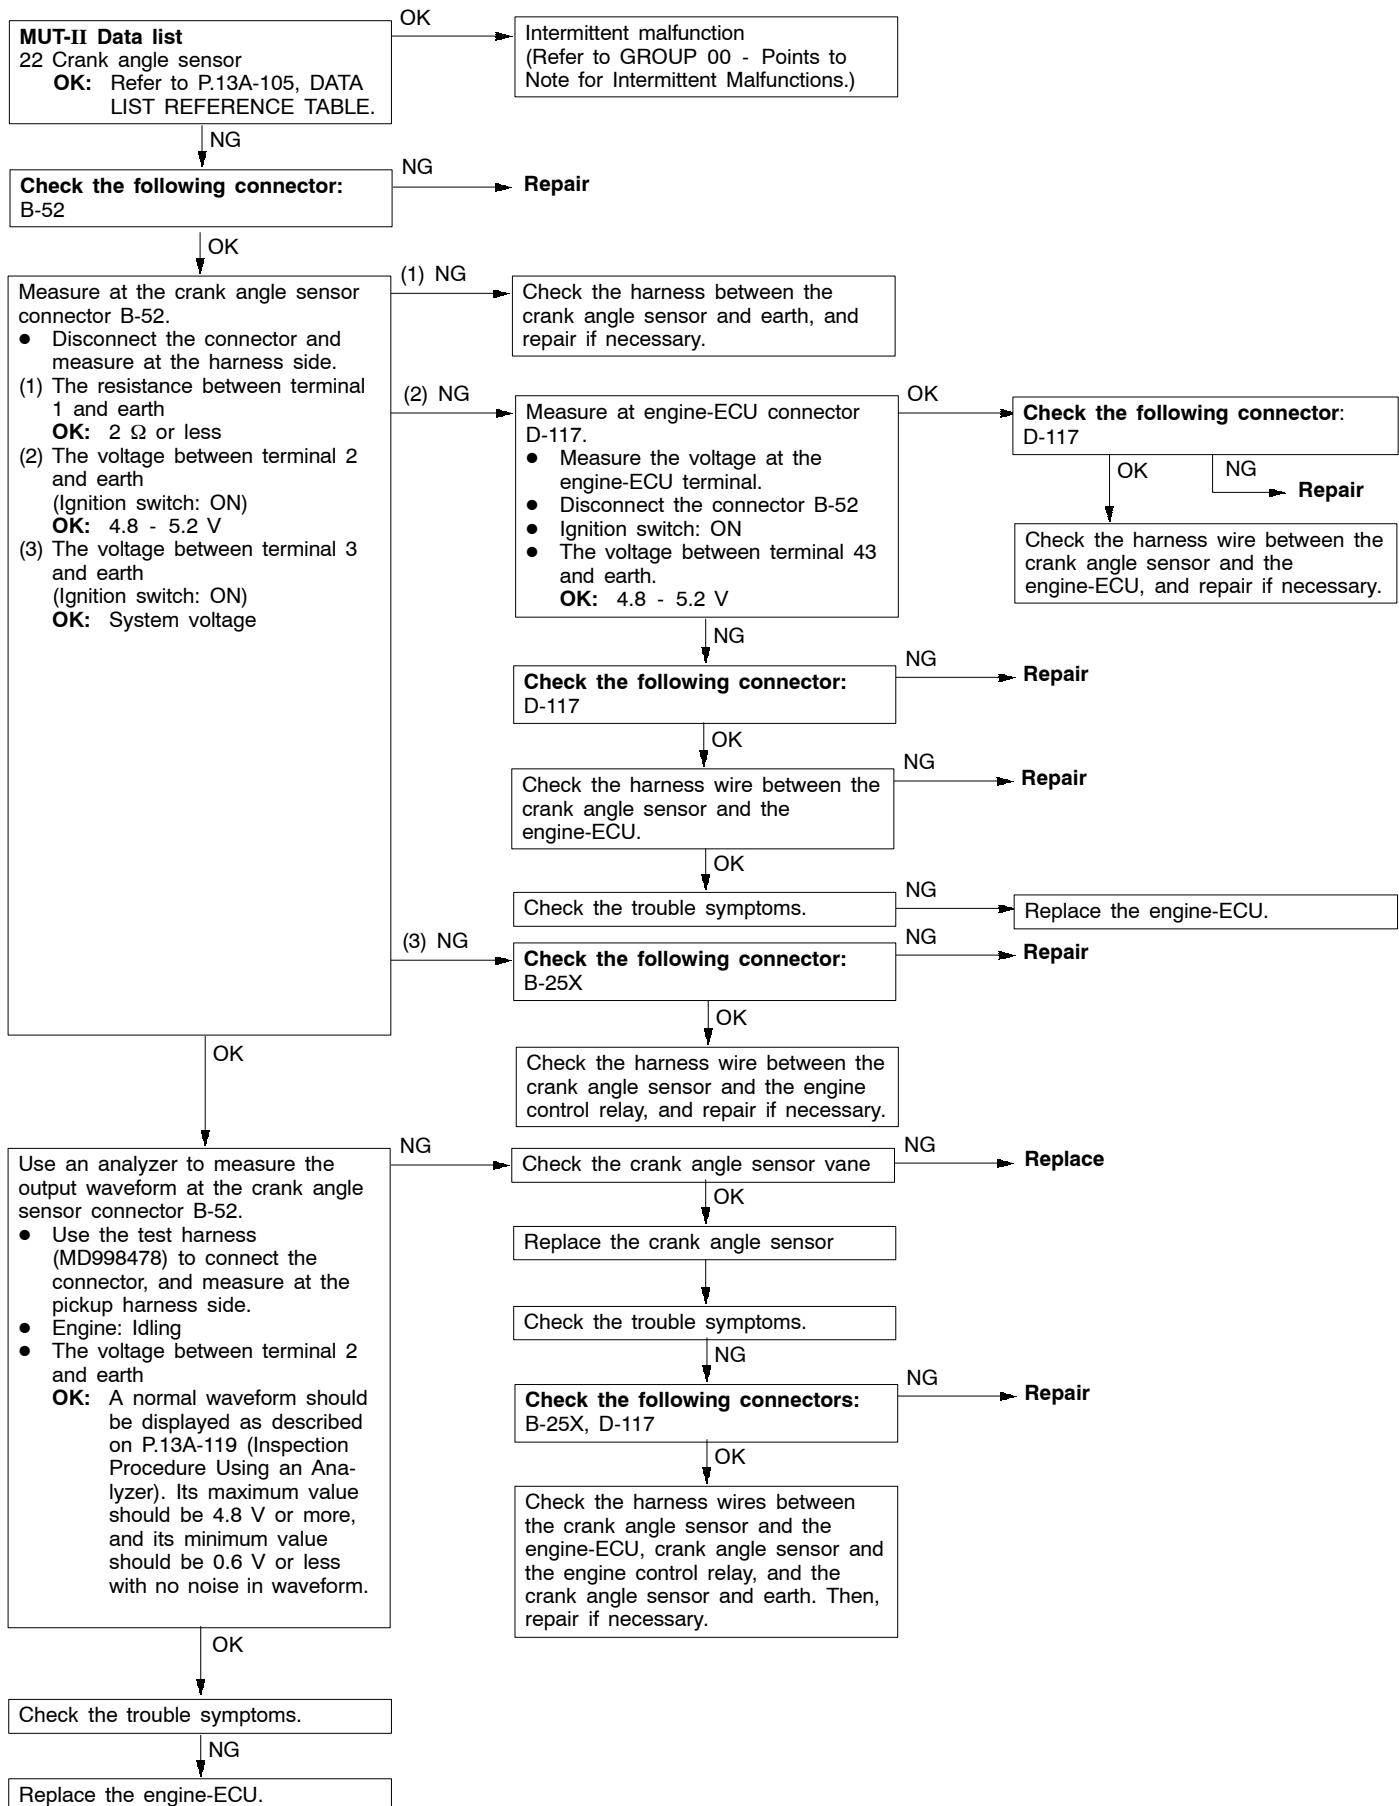 MUT-II Data list
22 Crank angle sensor
OK: Refer to P.13A-105, DATA
LIST REFERENCE TABLE.
OK
Intermittent malfunction
(Refer to GROUP 00 - Points to
Note for Intermittent Malfunctions.)
NG
Check the following connector:
B-52
NG
Repair
OK
Measure at the crank angle sensor
connector B-52.
● Disconnect the connector and
measure at the harness side.
(1) The resistance between terminal
1 and earth
OK: 2 Ω or less
(2) The voltage between terminal 2
and earth
(Ignition switch: ON)
OK: 4.8 - 5.2 V
(3) The voltage between terminal 3
and earth
(Ignition switch: ON)
OK: System voltage
(1) NG
Check the harness between the
crank angle sensor and earth, and
repair if necessary.
(2) NG
Measure at engine-ECU connector
D-117.
● Measure the voltage at the
engine-ECU terminal.
● Disconnect the connector B-52
● Ignition switch: ON
● The voltage between terminal 43
and earth.
OK: 4.8 - 5.2 V
OK
Check the following connector:
D-117
OK
NG
Repair
Check the harness wire between the
crank angle sensor and the
engine-ECU, and repair if necessary.
NG
Check the following connector:
D-117
NG
Repair
OK
Check the harness wire between the
crank angle sensor and the
engine-ECU.
NG
Repair
OK
Check the trouble symptoms.
NG
Replace the engine-ECU.
(3) NG
Check the following connector:
B-25X
NG
Repair
OK
Check the harness wire between the
crank angle sensor and the engine
control relay, and repair if necessary.
OK
Use an analyzer to measure the
output waveform at the crank angle
sensor connector B-52.
● Use the test harness
(MD998478) to connect the
connector, and measure at the
pickup harness side.
● Engine: Idling
● The voltage between terminal 2
and earth
OK: A normal waveform should
be displayed as described
on P.13A-119 (Inspection
Procedure Using an Ana-
lyzer). Its maximum value
should be 4.8 V or more,
and its minimum value
should be 0.6 V or less
with no noise in waveform.
NG
Check the crank angle sensor vane
NG
Replace
OK
Replace the crank angle sensor
Check the trouble symptoms.
NG
Check the following connectors:
B-25X, D-117
NG
Repair
OK
Check the harness wires between
the crank angle sensor and the
engine-ECU, crank angle sensor and
the engine control relay, and the
crank angle sensor and earth. Then,
repair if necessary.
OK
Check the trouble symptoms.
NG
Replace the engine-ECU.